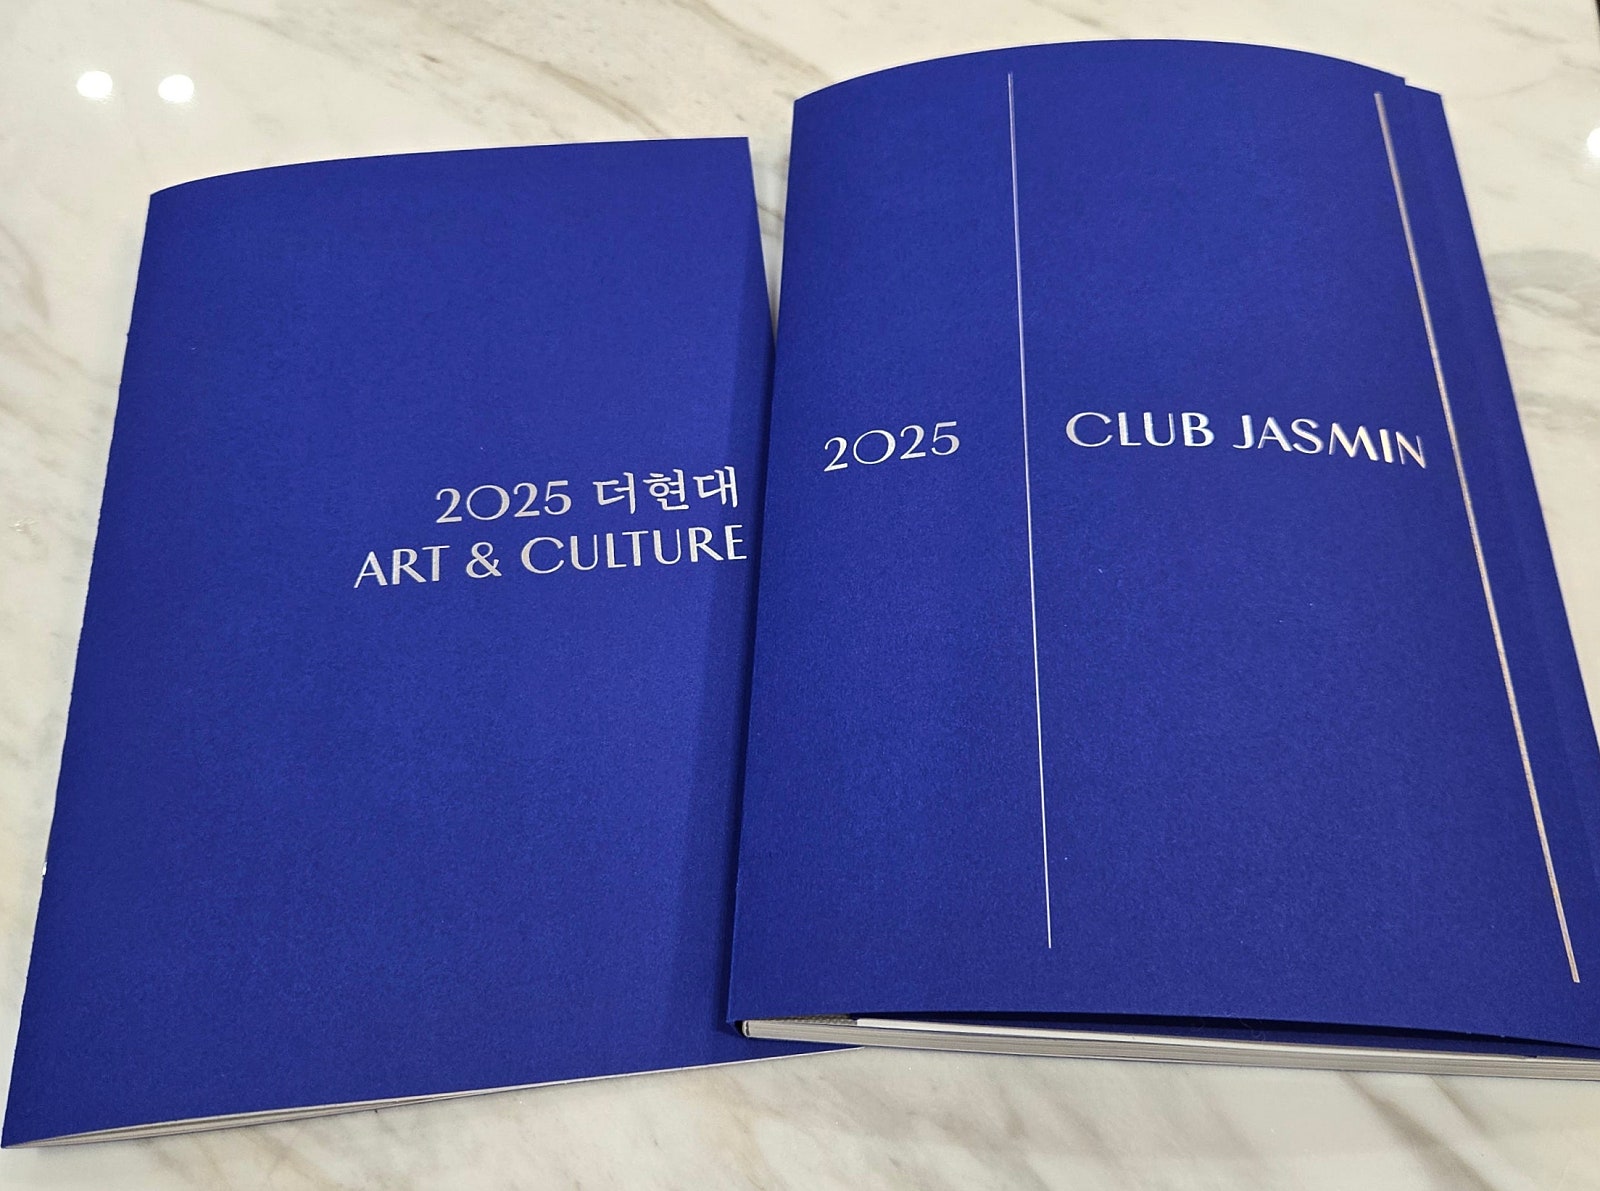 2025 더현대
ART & CULTURE
2025
CLUB JASMIN